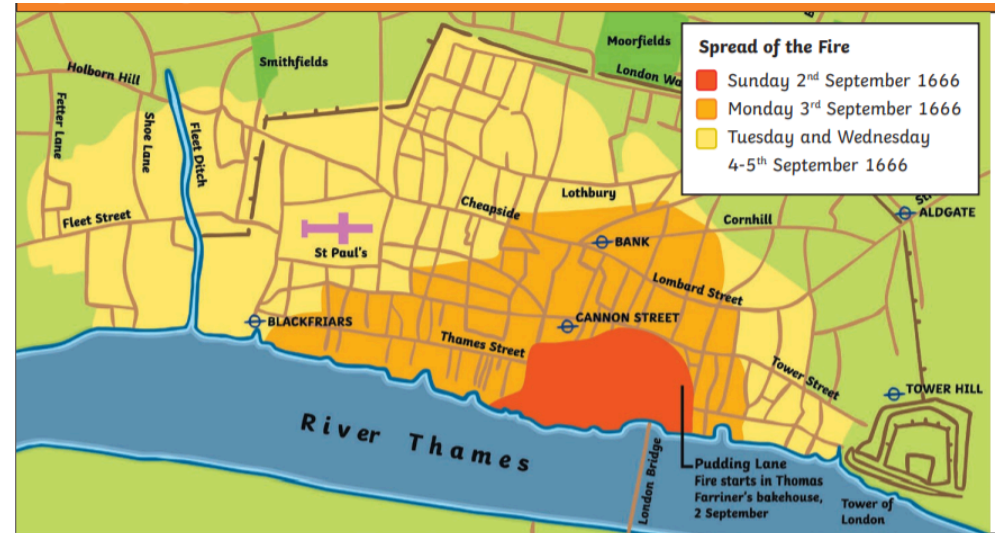 Spread of the Fire
Sunday 2nd September 1666
Monday 3rd September 1666
Tuesday and Wednesday
4-5th September 1666
Moorfields
Smithfields
London Wa
Holborn Hill
Fetter Lane
Shoe Lane
Fleet Ditch
Fleet Street
St Paul's
Cheapside
Lothbury
Cornhill
ALDGATE
BANK
Lombard Street
CANNON STREET
BLACKFRIARS
Thames Street
Tower Street
TOWER HILL
River Thames
London Bridge
Pudding Lane
Fire starts in Thomas
Farriner's bakehouse,
2 September
Tower of
London